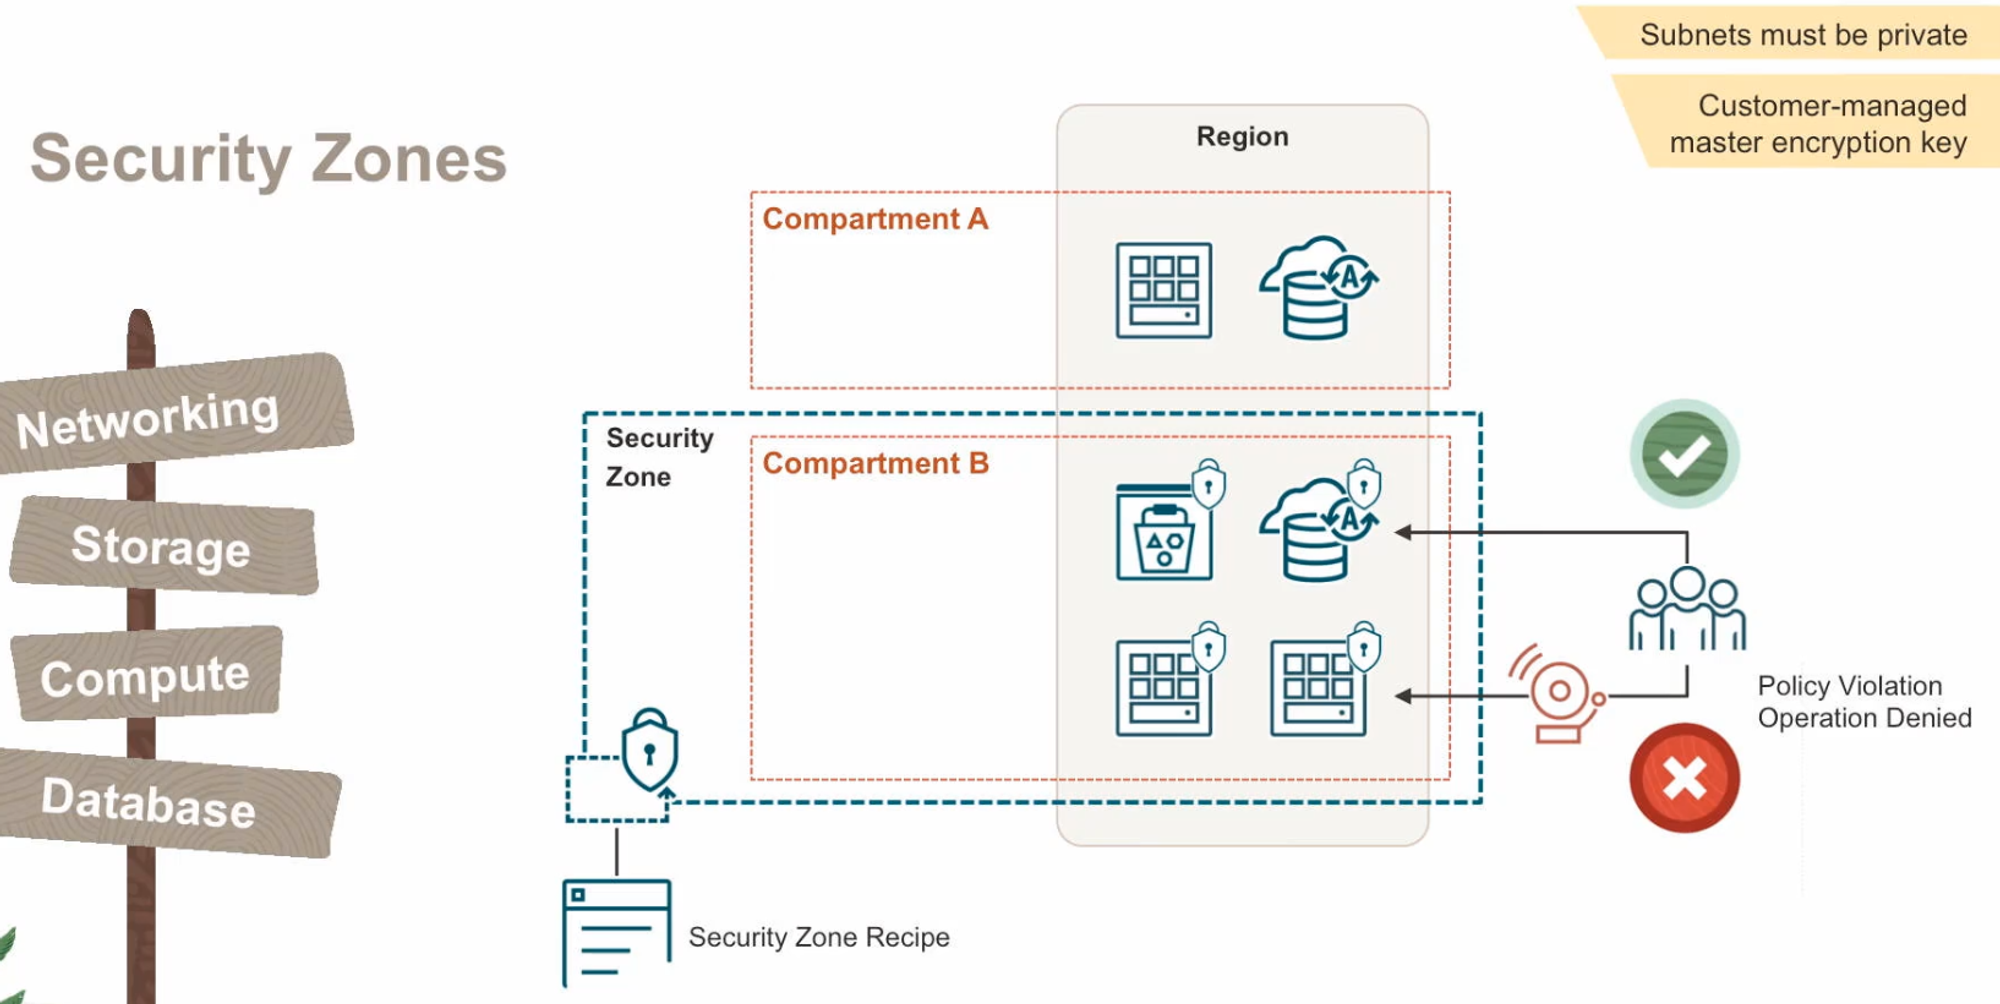 Subnets must be private
Customer-managed
master encryption key
Security Zones
Region
Compartment A
A
Networking
Storage
Compute
Database
Security
Zone
Compartment B
A
Policy Violation
Operation Denied
Security Zone Recipe